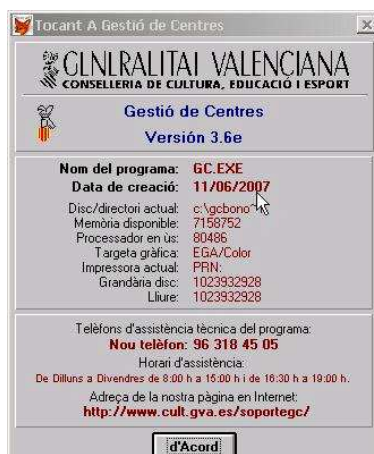 Tocant A Gestió de Centres
GENERALITAT VALENCIANA
CONSELLERIA DE CULTURA, EDUCACIÓ I ESPORT
Gestió de Centres
Versión 3.6e
Nom del programa: GC.EXE
Data de creació: 11/06/2007
Disc/directori actual: c:\gcbono~1\
Memòria disponible: 7158752
Processador en ùs: 80486
Targeta gràfica: EGA/Color
Impressora actual: PRN:
Grandària disc: 1023932928
Lliure: 1023932928
Telèfons d'assistència tècnica del programa:
Nou telèfon: 96 318 45 05
Horari d'assistència:
De Dilluns a Divendres de 8:00 h a 15:00 h i de 16:30 h a 19:00 h.
Adreça de la nostra pàgina en Internet:
http://www.cult.gva.es/soportegc/
d'Acord